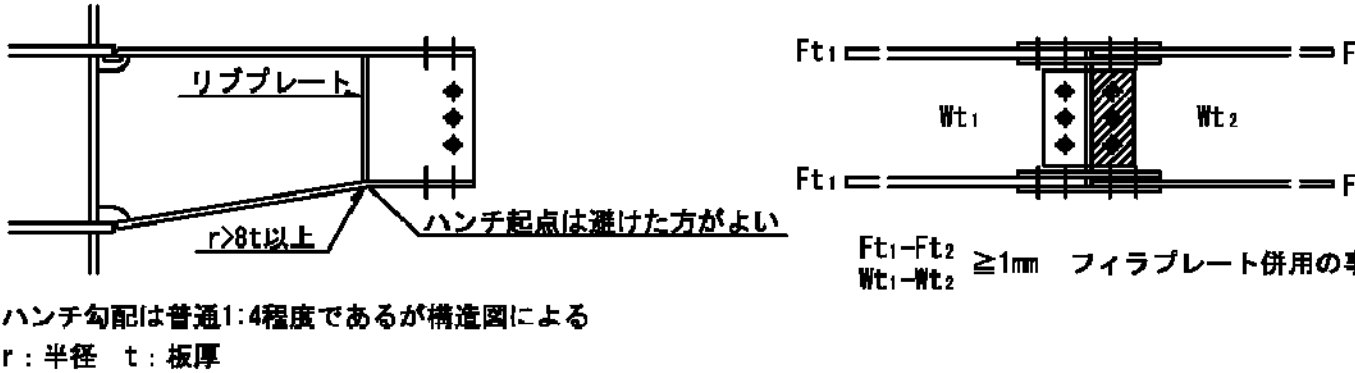 リブプレート
r>8t以上
ハンチ起点は避けた方がよい
ハンチ勾配は普通1:4程度であるが構造図による
r：半径　t：板厚
Ft₁
F
Wt₁
Wt₂
Ft₁
F
Ft₁-Ft₂
Wt₁-Wt₂
≧1mm　フィラプレート併用の事